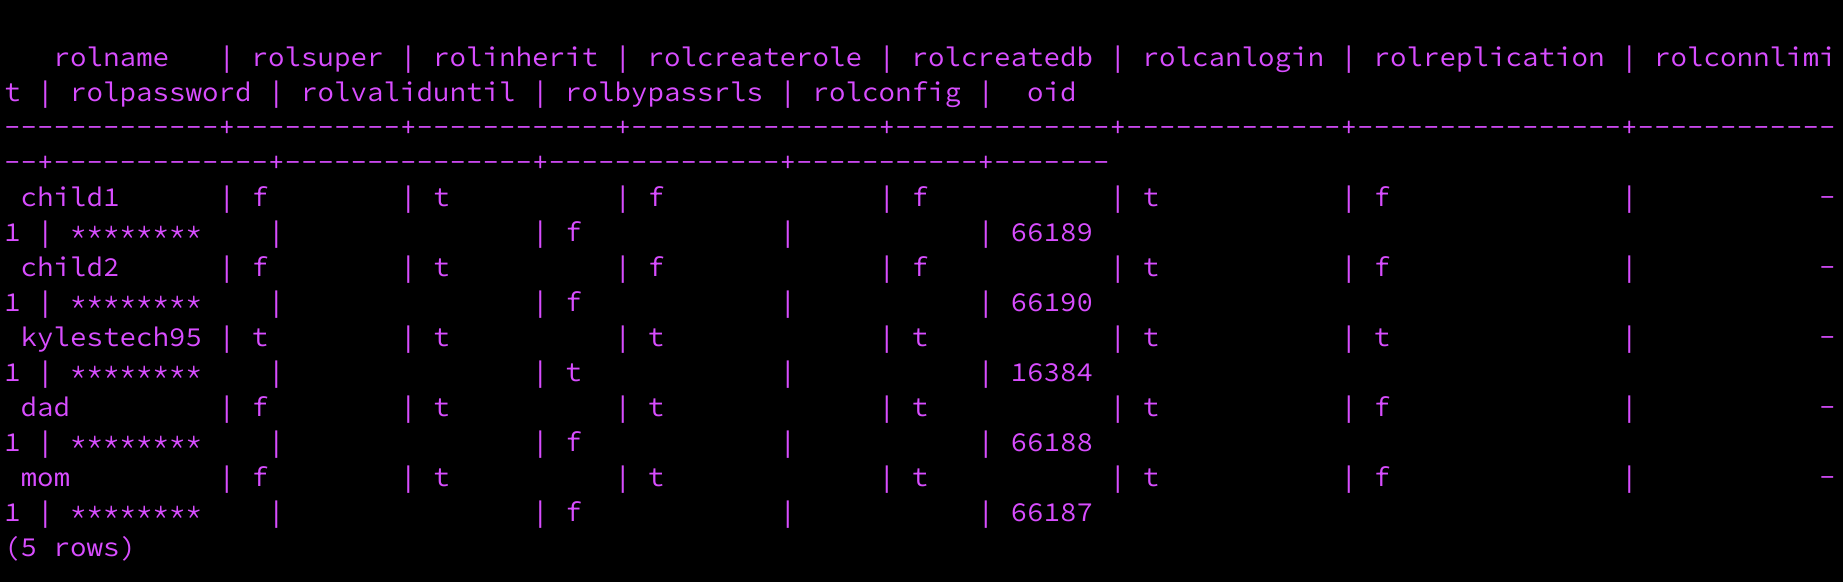 rolname   | rolsuper | rolinherit | rolcreaterole | rolcreatedb | rolcanlogin | rolreplication | rolconnlimi
t | rolpassword | rolvaliduntil | rolbypassrls | rolconfig |  oid
-------------+----------+------------+---------------+-------------+-------------+----------------+------------
--+-------------+---------------+--------------+-----------+-------
 child1      | f        | t          | f             | f           | t           | f              |           -
1 | ********    |               | f            |           | 66189
 child2      | f        | t          | f             | f           | t           | f              |           -
1 | ********    |               | f            |           | 66190
 kylestech95 | t        | t          | t             | t           | t           | t              |           -
1 | ********    |               | t            |           | 16384
 dad         | f        | t          | t             | t           | t           | f              |           -
1 | ********    |               | f            |           | 66188
 mom         | f        | t          | t             | t           | t           | f              |           -
1 | ********    |               | f            |           | 66187
(5 rows)